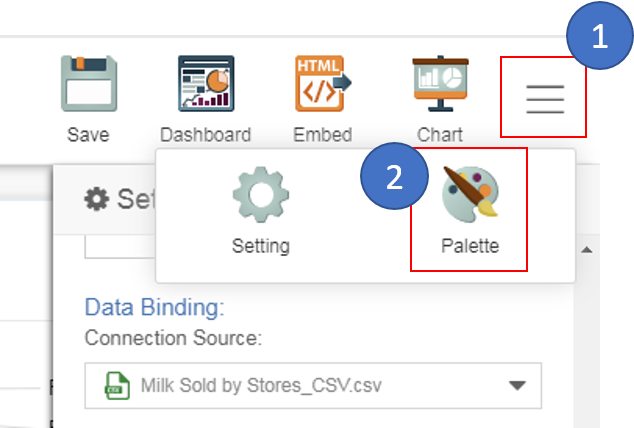 1
HTML
</>
Save Dashboard Embed Chart
2
Set
Setting Palette
Data Binding:
Connection Source:
CSV Milk Sold by Stores_CSV.csv